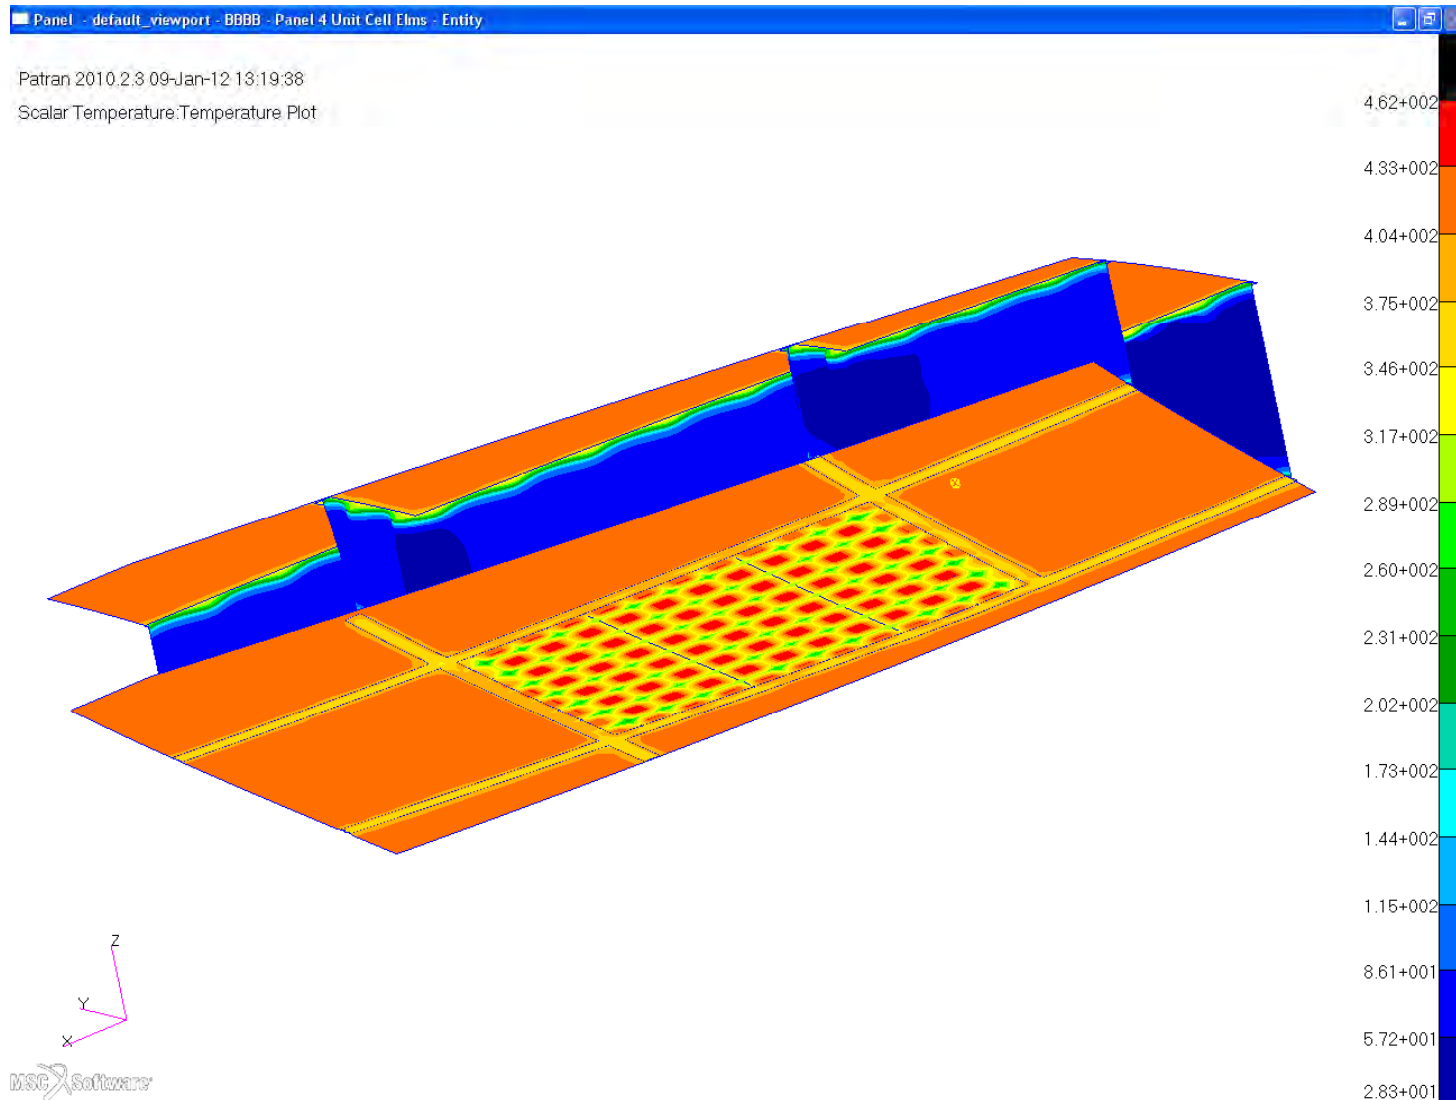 Panel - default_viewport - BBBB - Panel 4 Unit Cell Elms - Entity
Patran 2010.2.3 09-Jan-12 13:19:38
Scalar Temperature:Temperature Plot
4.62+002
4.33+002
4.04+002
3.75+002
3.46+002
3.17+002
2.89+002
2.60+002
2.31+002
2.02+002
1.73+002
1.44+002
1.15+002
8.61+001
5.72+001
2.83+001
Z
Y
X
MSC Software